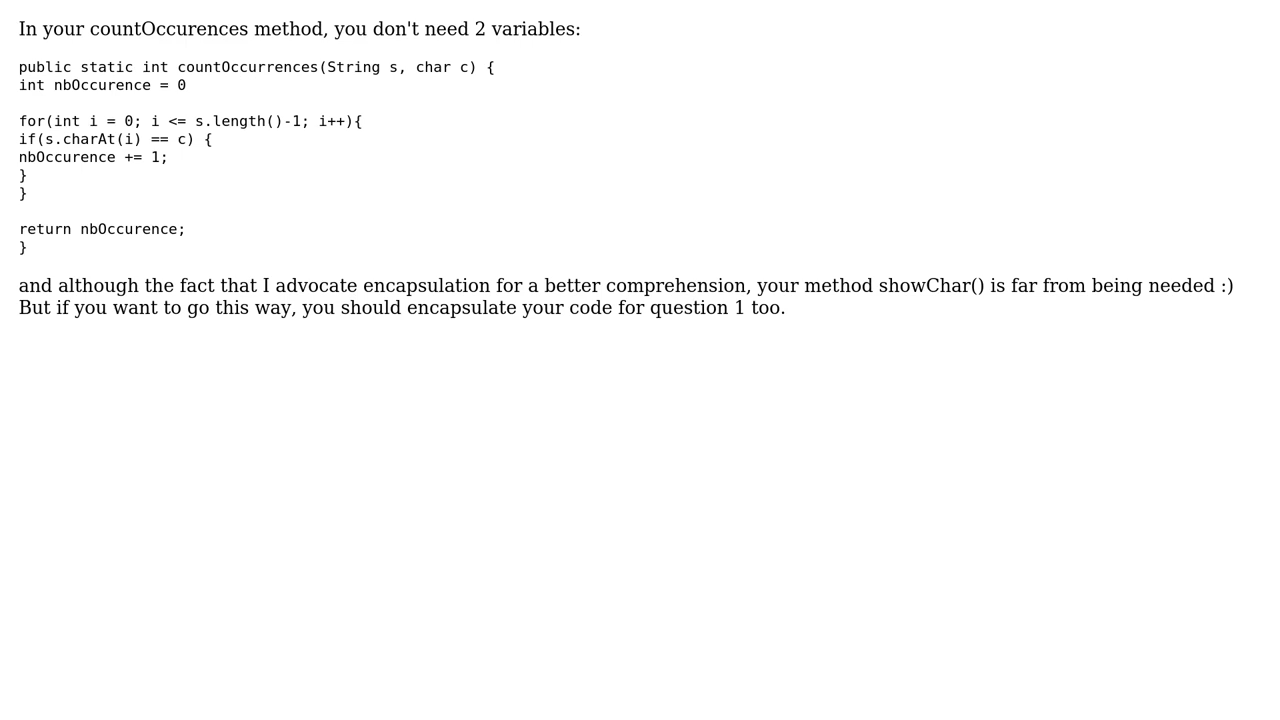 In your countOccurences method, you don't need 2 variables:
public static int countOccurrences(String s, char c) {
int nbOccurence = 0
for(int i = 0; i <= s.length()-1; i++){
if(s.charAt(i) == c) {
nbOccurence += 1;
}
}
return nbOccurence;
}
and although the fact that I advocate encapsulation for a better comprehension, your method showChar() is far from being needed :)
But if you want to go this way, you should encapsulate your code for question 1 too.